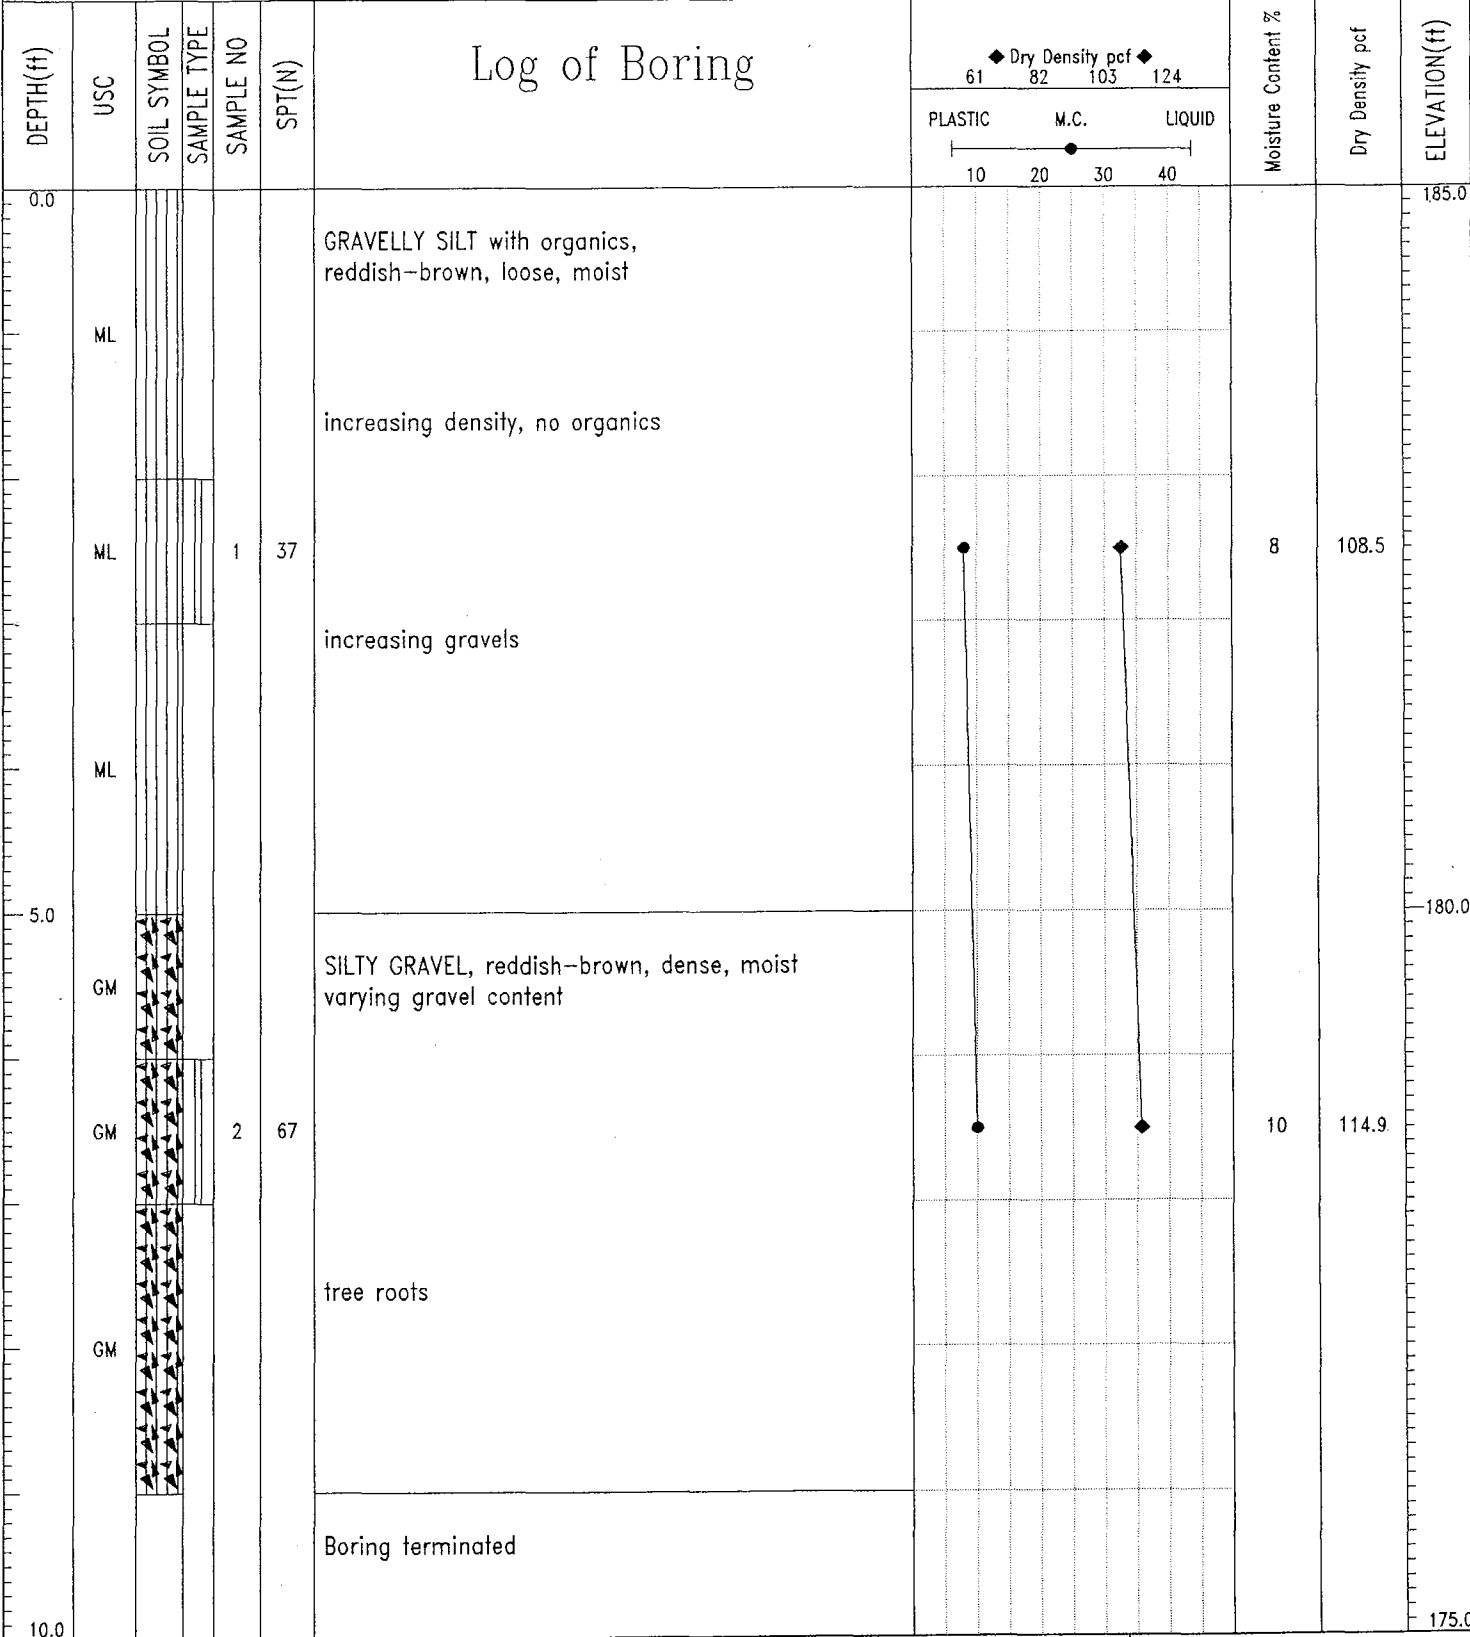 DEPTH(ft)
USC
SOIL SYMBOL
SAMPLE TYPE
SAMPLE NO
SPT(N)
Log of Boring
◆ Dry Density pcf ◆
61 82 103 124
PLASTIC M.C. LIQUID
10 20 30 40
Moisture Content %
Dry Density pcf
ELEVATION(ft)
0.0
185.0
GRAVELLY SILT with organics,
reddish-brown, loose, moist
ML
increasing density, no organics
ML 1 37 8 108.5
increasing gravels
ML
5.0
180.0
SILTY GRAVEL, reddish-brown, dense, moist
GM
varying gravel content
GM 2 67 10 114.9
tree roots
GM
Boring terminated
10.0
175.0